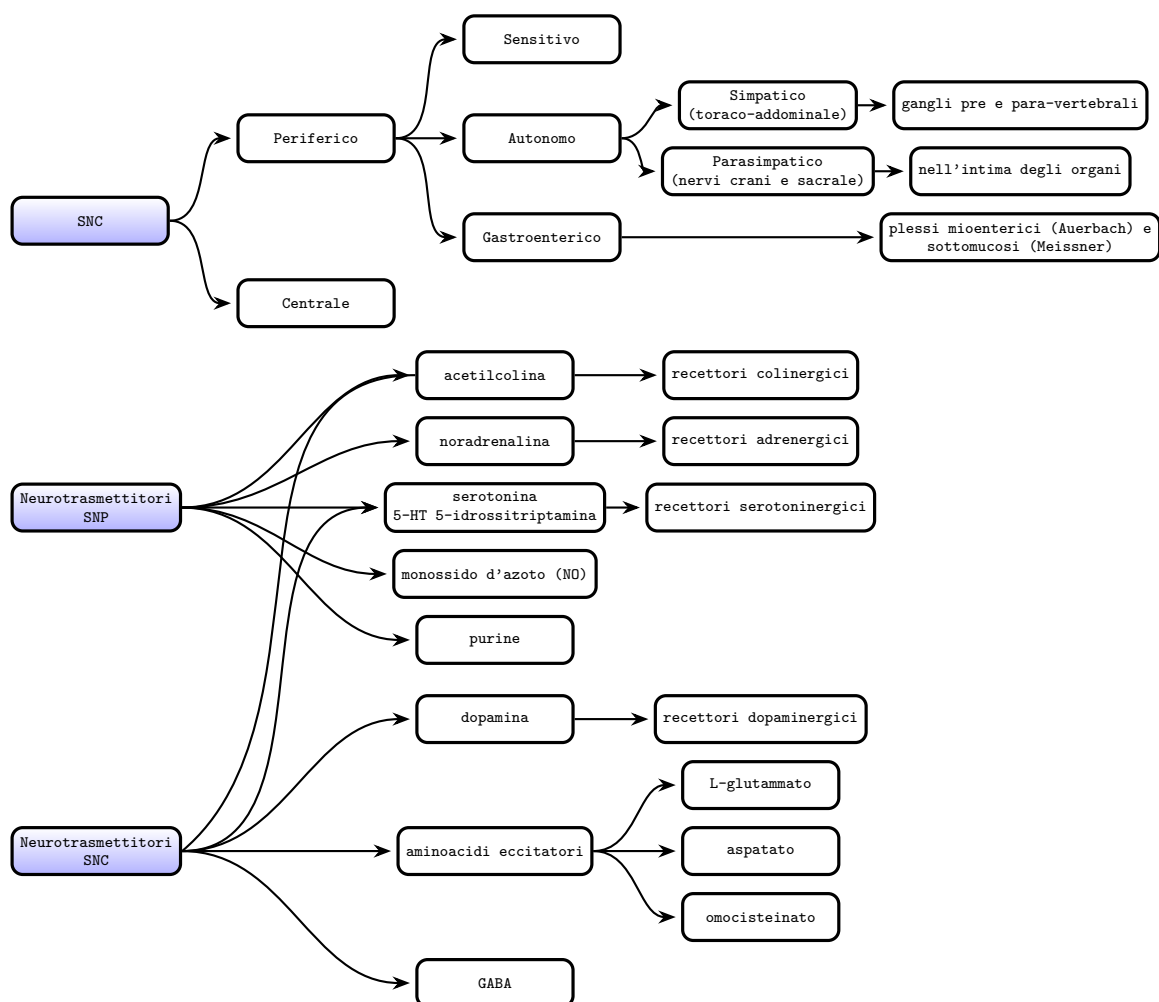 Sensitivo
Simpatico
(toraco-addominale)
gangli pre e para-vertebrali
Periferico
Autonomo
Parasimpatico
(nervi crani e sacrale)
nell'intima degli organi
SNC
Gastroenterico
plessi mioenterici (Auerbach) e
sottomucosi (Meissner)
Centrale
acetilcolina
recettori colinergici
noradrenalina
recettori adrenergici
Neurotrasmettitori
SNP
serotonina
5-HT 5-idrossitriptamina
recettori serotoninergici
monossido d'azoto (NO)
purine
dopamina
recettori dopaminergici
L-glutammato
Neurotrasmettitori
SNC
aminoacidi eccitatori
aspatato
omocisteinato
GABA